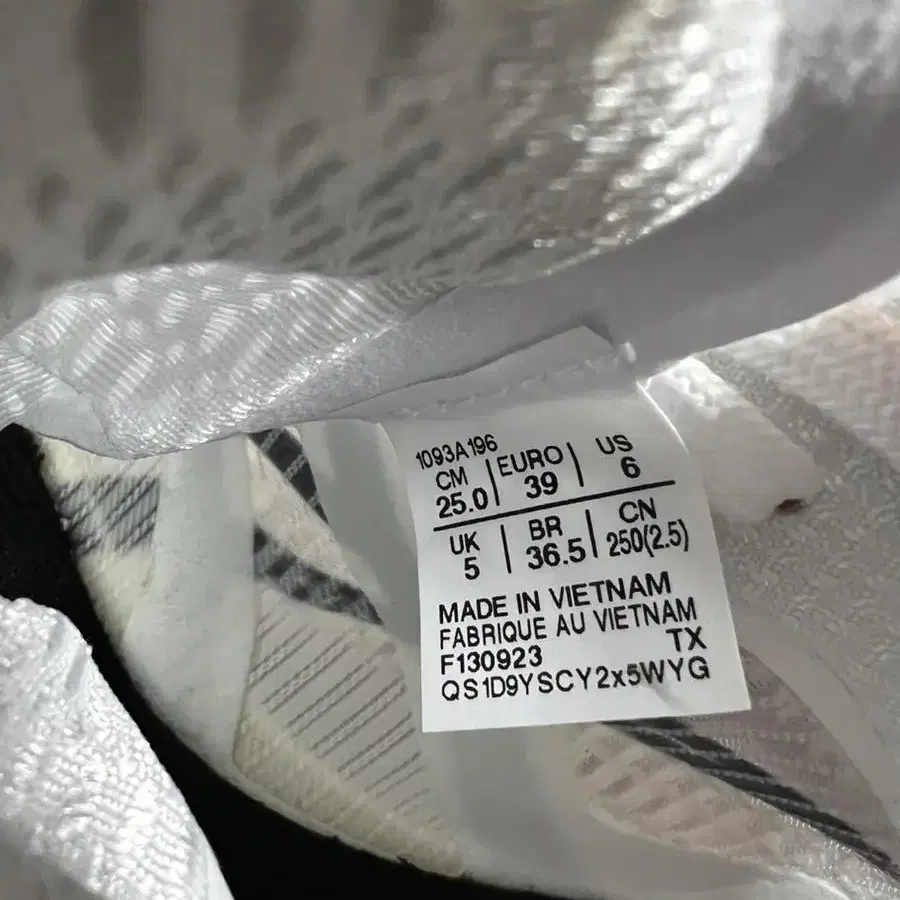 1093A196
CM EURO US
25.0 39 6
UK BR CN
5 36.5 250(2.5)
MADE IN VIETNAM
FABRIQUE AU VIETNAM
F130923 TX
QS1D9YSCY2x5WYG